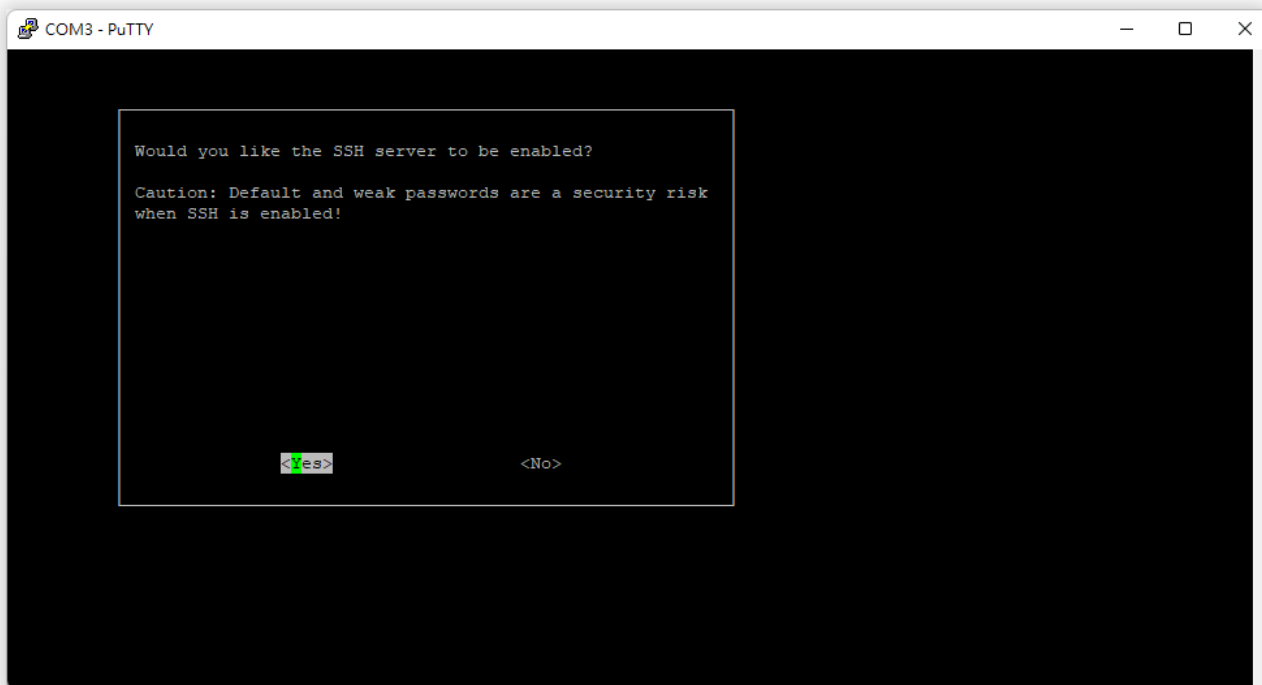 COM3 - PuTTY
Would you like the SSH server to be enabled?
Caution: Default and weak passwords are a security risk
when SSH is enabled!
<Yes> <No>